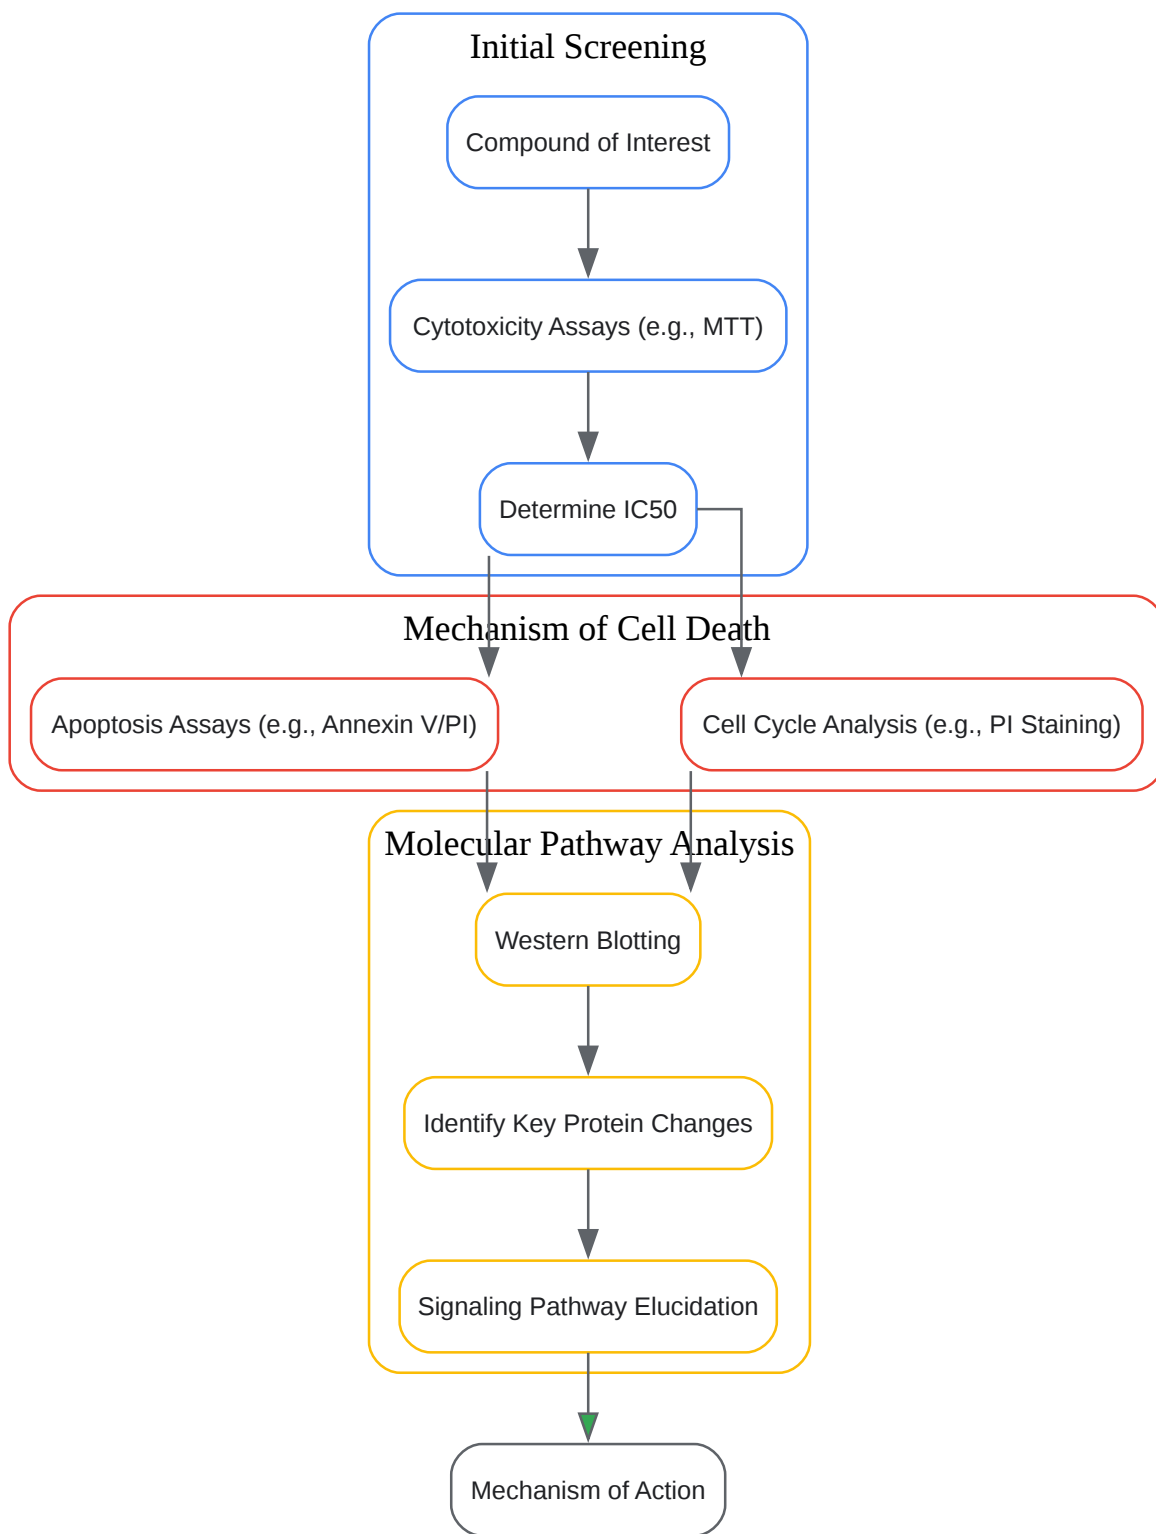 Initial Screening
Compound of Interest
Cytotoxicity Assays (e.g., MTT)
Determine IC50
Mechanism of Cell Death
Apoptosis Assays (e.g., Annexin V/PI)
Cell Cycle Analysis (e.g., PI Staining)
Molecular Pathway Analysis
Western Blotting
Identify Key Protein Changes
Signaling Pathway Elucidation
Mechanism of Action